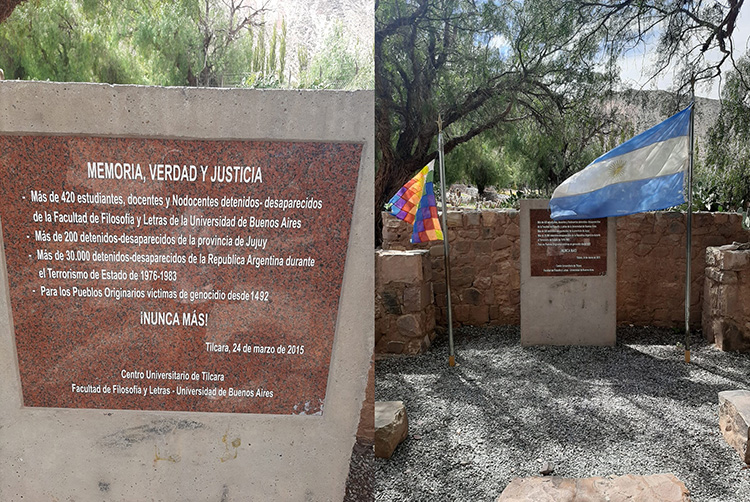 MEMORIA, VERDAD Y JUSTICIA
- Más de 420 estudiantes, docentes y Nodocentes detenidos- desaparecidos
de la Facultad de Filosofía y Letras de la Universidad de Buenos Aires
- Más de 200 detenidos-desaparecidos de la provincia de Jujuy
- Más de 30.000 detenidos-desaparecidos de la República Argentina durante
el Terrorismo de Estado de 1976-1983
- Para los Pueblos Originarios víctimas de genocidio desde 1492
¡NUNCA MÁS!
Tilcara, 24 de marzo de 2015
Centro Universitario de Tilcara
Facultad de Filosofía y Letras - Universidad de Buenos Aires